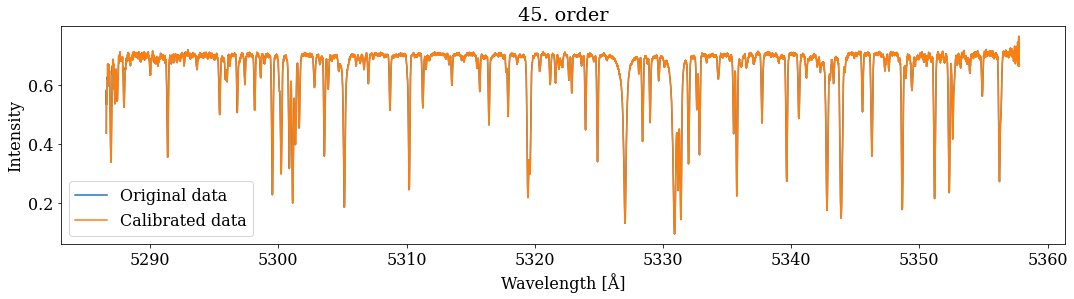 45. order
Intensity
0.6
0.4
0.2
Original data
Calibrated data
5290 5300 5310 5320 5330 5340 5350 5360
Wavelength [Å]